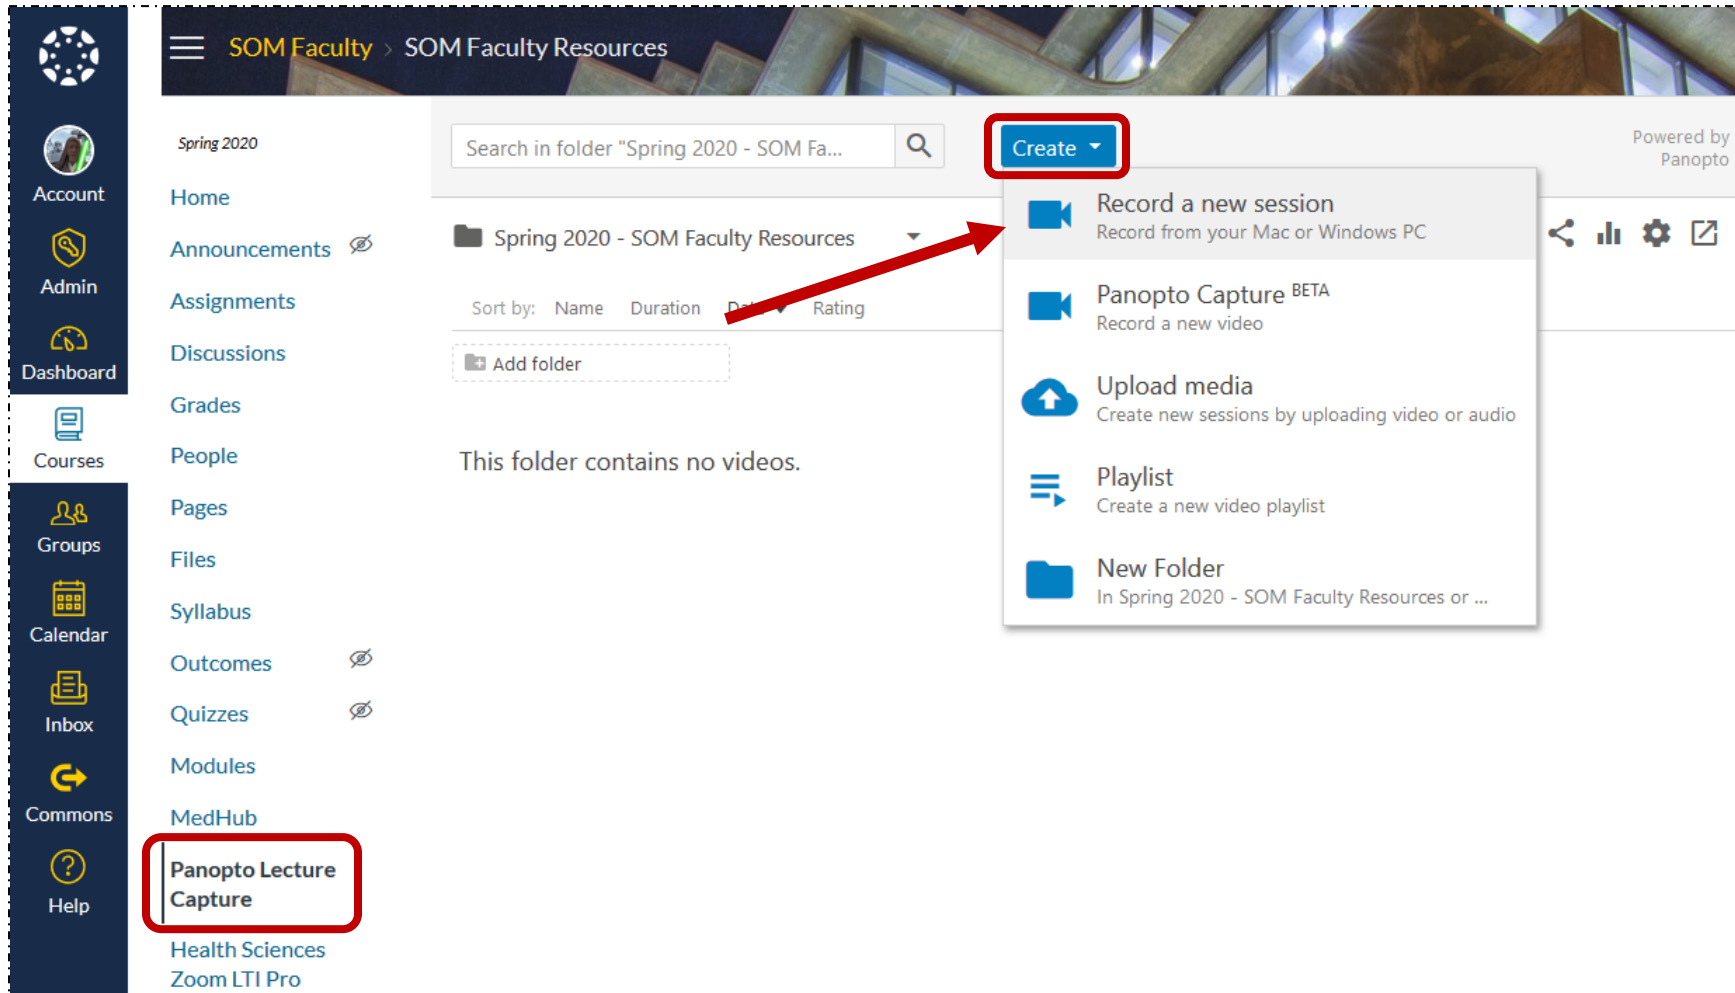 SOM Faculty > SOM Faculty Resources
Account
Admin
Dashboard
Courses
Groups
Calendar
Inbox
Commons
Help
Spring 2020
Home
Announcements
Assignments
Discussions
Grades
People
Pages
Files
Syllabus
Outcomes
Quizzes
Modules
MedHub
Panopto Lecture
Capture
Health Sciences
Zoom LTI Pro
Search in folder "Spring 2020 - SOM Fa...
Create
Powered by
Panopto
Spring 2020 - SOM Faculty Resources
Sort by: Name Duration Date Rating
Add folder
This folder contains no videos.
Record a new session
Record from your Mac or Windows PC
Panopto Capture BETA
Record a new video
Upload media
Create new sessions by uploading video or audio
Playlist
Create a new video playlist
New Folder
In Spring 2020 - SOM Faculty Resources or ...